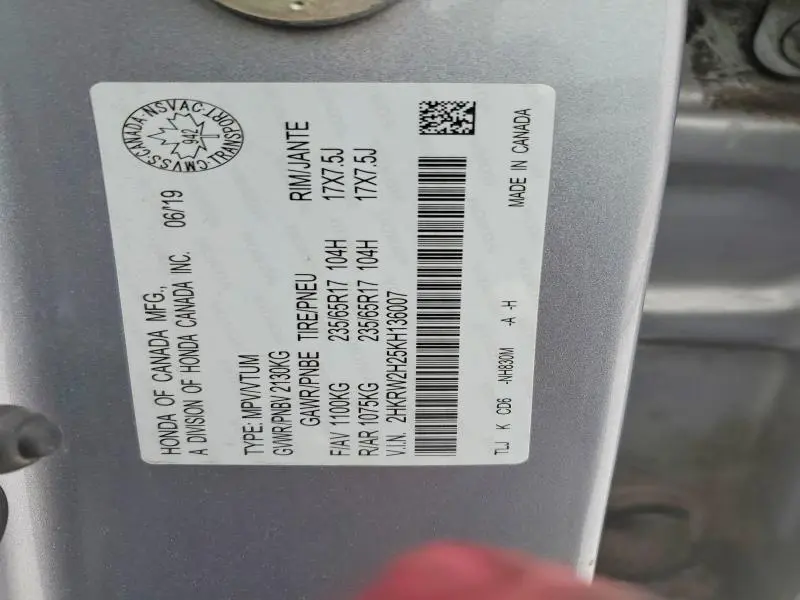 HONDA OF CANADA MFG.,
A DIVISION OF HONDA CANADA INC. 06/19
CMVSS·CANADA·NSVAC·TRANSPORT
942
TYPE: MPV/VTUM
GVWR/PNBV 2130KG
GAWR/PNBE TIRE/PNEU RIM/JANTE
F/AV 1100KG 235/65R17 104H 17X7.5J
R/AR 1075KG 235/65R17 104H 17X7.5J
V.I.N. 2HKRW2H25KH136007
TLJ K CD6 -NH830M -A -H
MADE IN CANADA